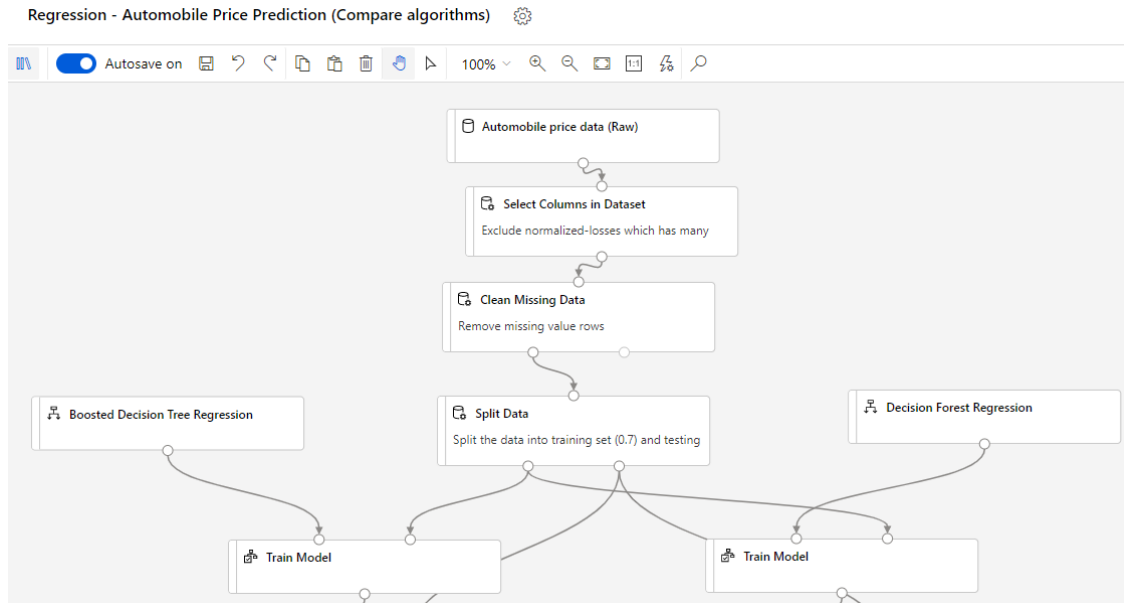 Regression - Automobile Price Prediction (Compare algorithms)
Autosave on
100%
1:1
Automobile price data (Raw)
Select Columns in Dataset
Exclude normalized-losses which has many
Clean Missing Data
Remove missing value rows
Boosted Decision Tree Regression
Split Data
Split the data into training set (0.7) and testing
Decision Forest Regression
Train Model
Train Model